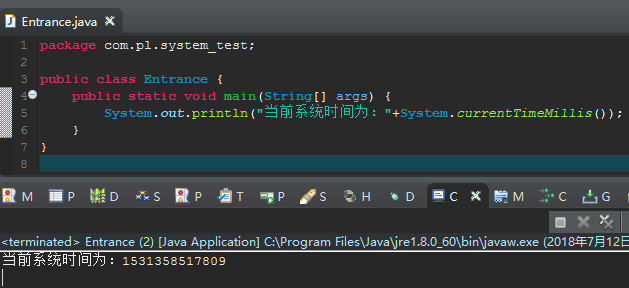 Entrance.java
1 package com.pl.system_test;
2
3 public class Entrance {
4 public static void main(String[] args) {
5 System.out.println("当前系统时间为："+System.currentTimeMillis());
6 }
7 }
8
M P D S P T P S H D C M C G
<terminated> Entrance (2) [Java Application] C:\Program Files\Java\jre1.8.0_60\bin\javaw.exe (2018年7月12日
当前系统时间为：1531358517809